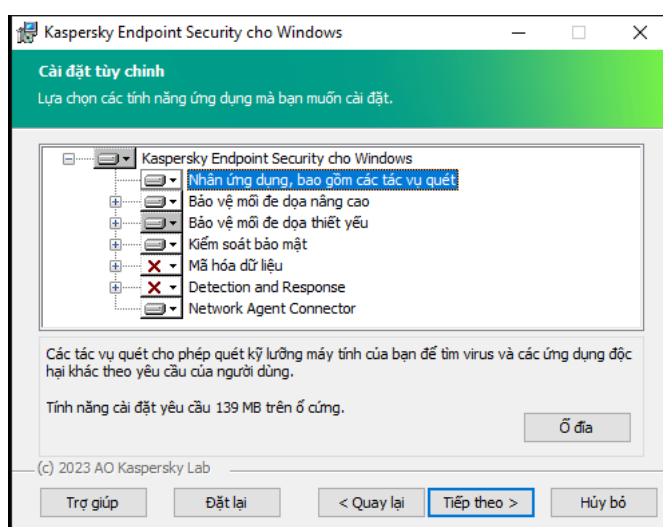 Kaspersky Endpoint Security cho Windows
Cài đặt tùy chỉnh
Lựa chọn các tính năng ứng dụng mà bạn muốn cài đặt.
Kaspersky Endpoint Security cho Windows
Nhân ứng dụng, bao gồm các tác vụ quét
Bảo vệ mối đe dọa nâng cao
Bảo vệ mối đe dọa thiết yếu
Kiểm soát bảo mật
Mã hóa dữ liệu
Detection and Response
Network Agent Connector
Các tác vụ quét cho phép quét kỹ lưỡng máy tính của bạn để tìm virus và các ứng dụng độc
hại khác theo yêu cầu của người dùng.
Tính năng cài đặt yêu cầu 139 MB trên ổ cứng.
Ổ đĩa
(c) 2023 AO Kaspersky Lab
Trợ giúp Đặt lại < Quay lại Tiếp theo > Hủy bỏ